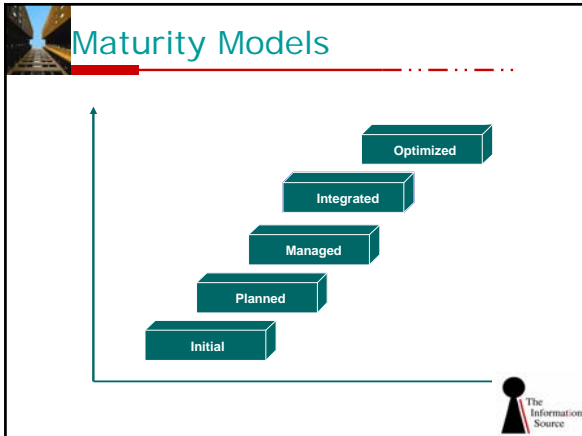 Maturity Models
Optimized
Integrated
Managed
Planned
Initial
The
Information
Source